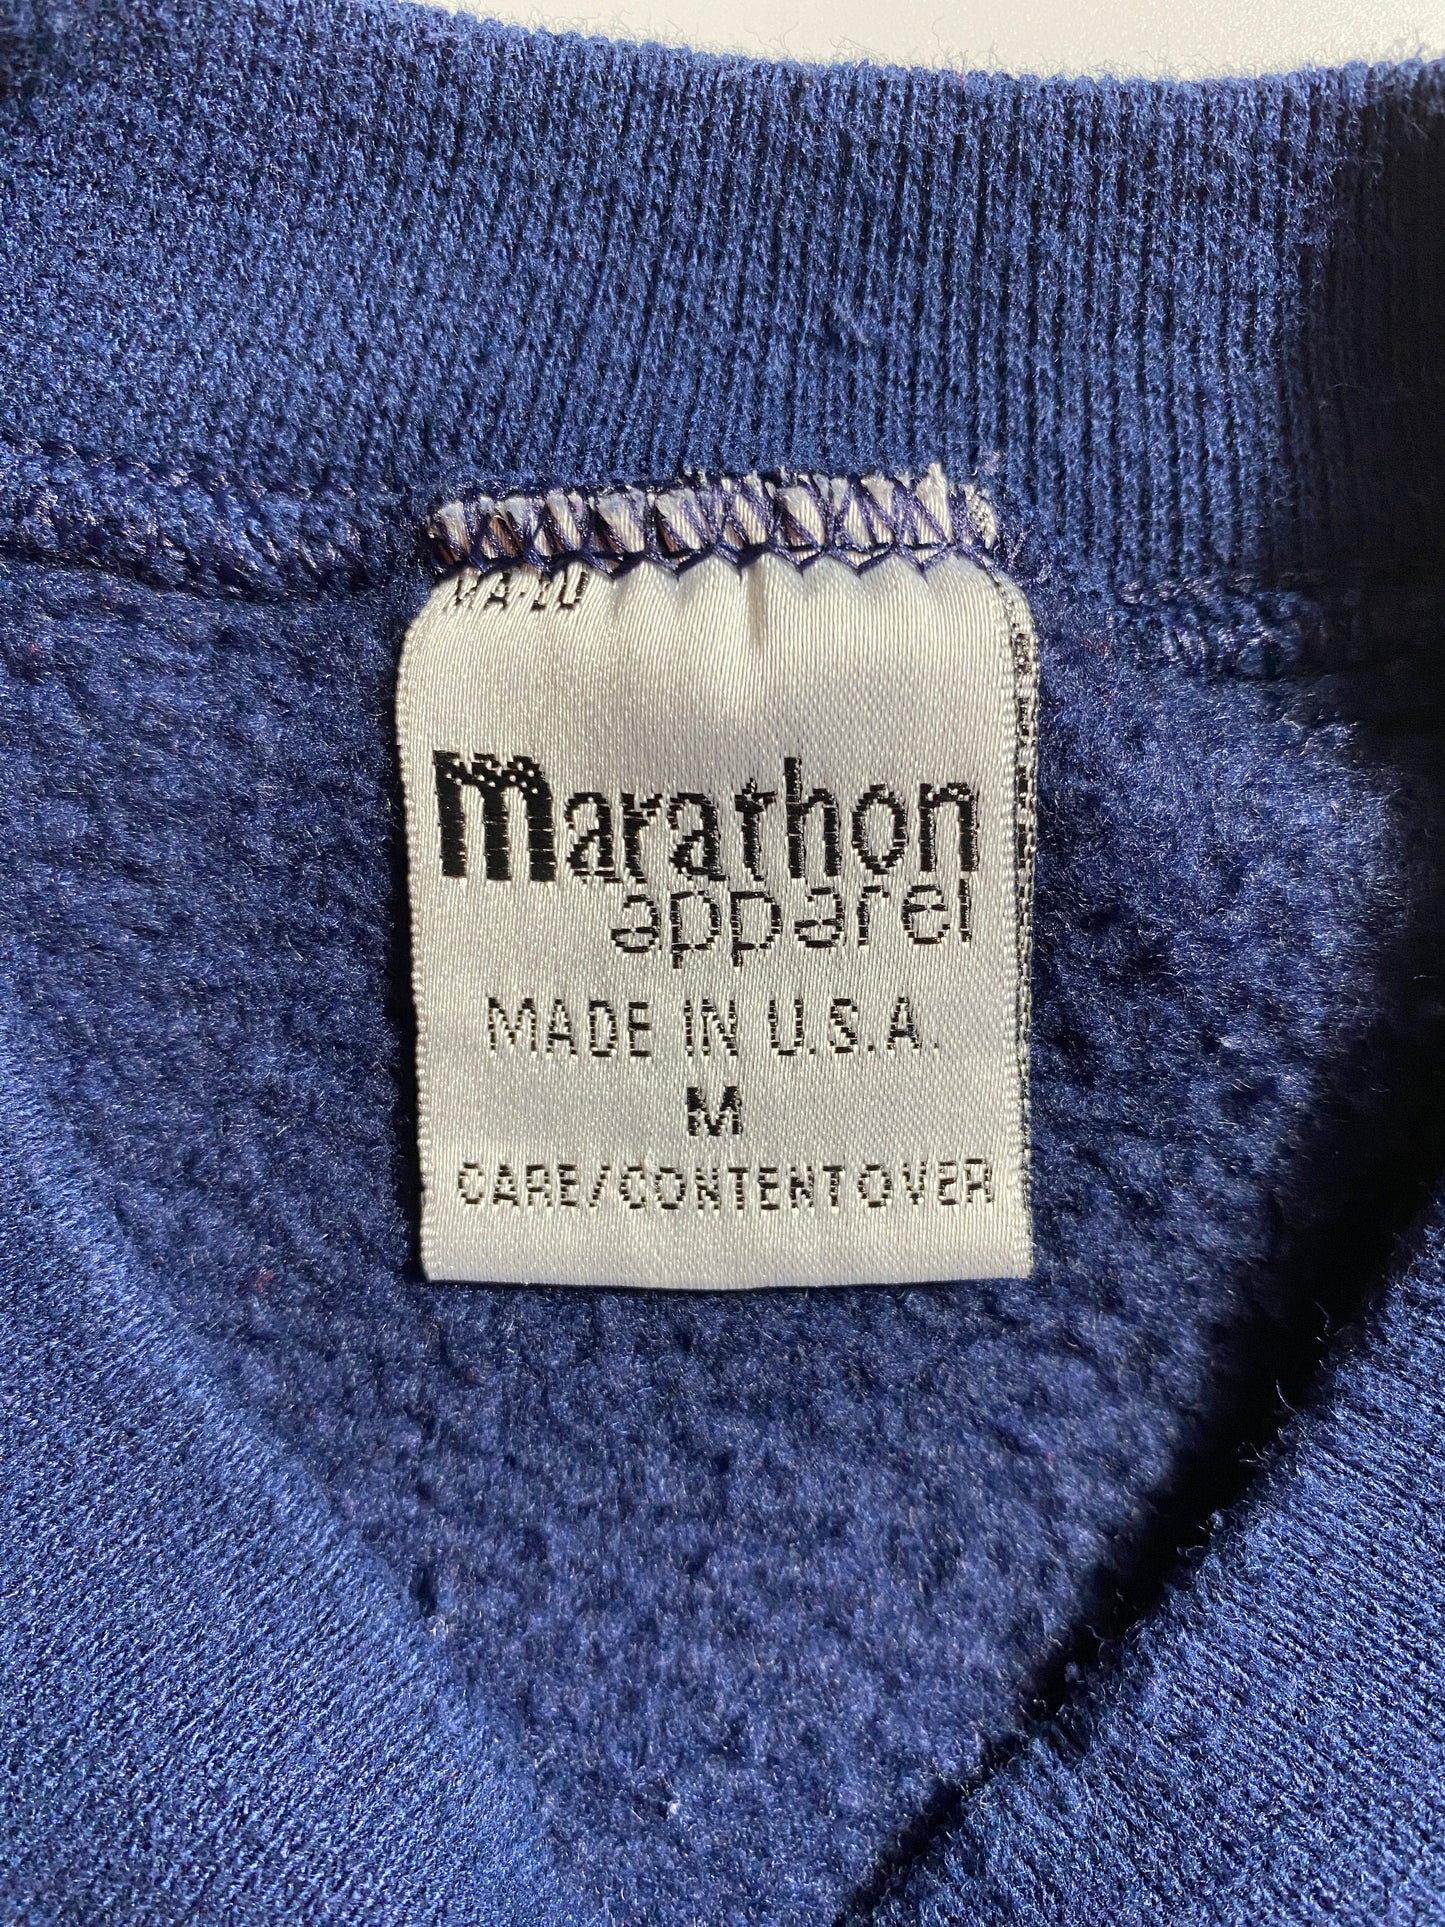 marathon
apparel
MADE IN U.S.A.
M
CARE/CONTENT OVER